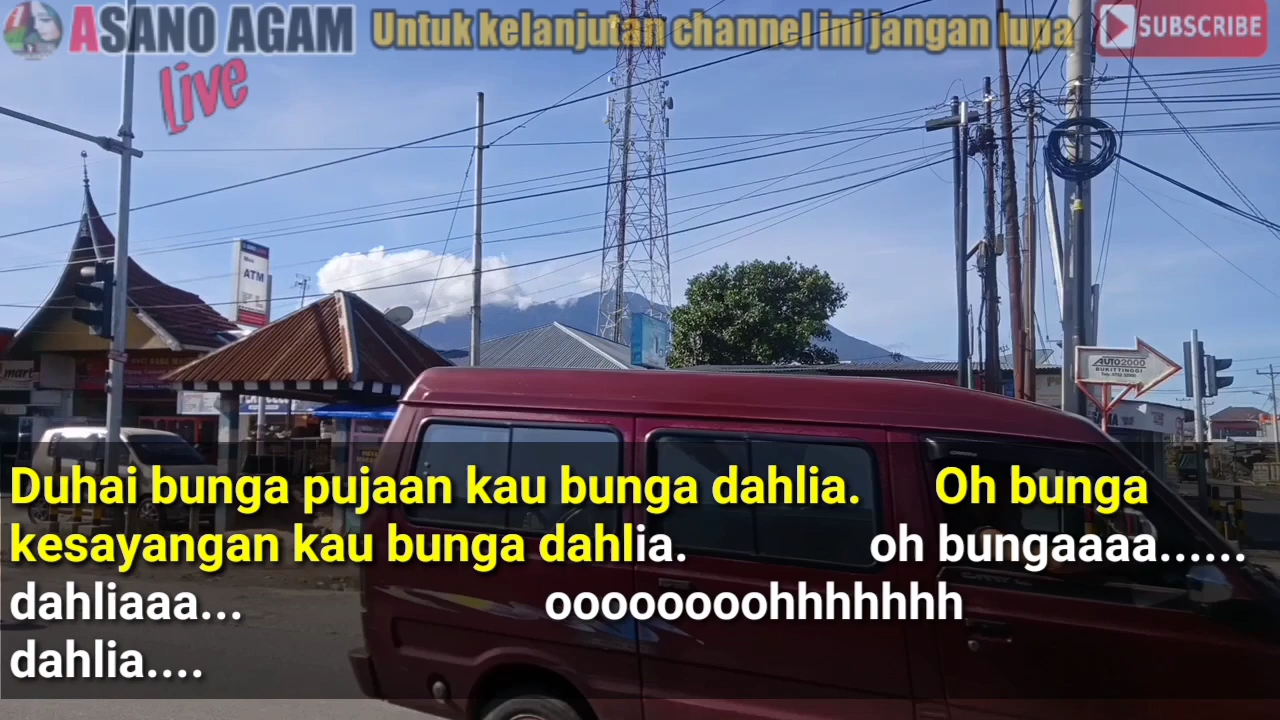 ASANO AGAM
Live
Untuk kelanjutan channel ini jangan lupa
SUBSCRIBE
ATM
mart
AUTO2000
BUKITTINGGI
Duhai bunga pujaan kau bunga dahlia. Oh bunga
kesayangan kau bunga dahlia. oh bungaaaa......
dahliaaa... oooooooohhhhhhh
dahlia....